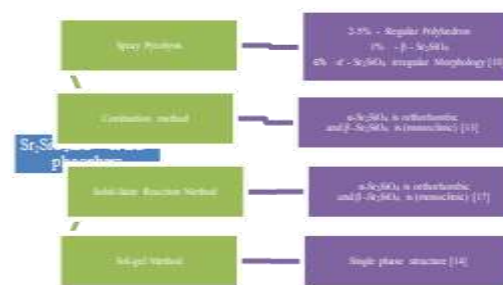 Spray Pyrolysis
2-5% - Regular Polyhedron
1% - β - Sr₂SiO₄
6% α' - Sr₂SiO₄ irregular Morphology
Combustion method
α-Sr₂SiO₄ is orthorhombic
and β-Sr₂SiO₄ is (monoclinic) [13]
phosphors
Solid State Reaction Method
α-Sr₂SiO₄ is orthorhombic
and β-Sr₂SiO₄ is (monoclinic) [17]
Sol-gel Method
Single phase structure [14]